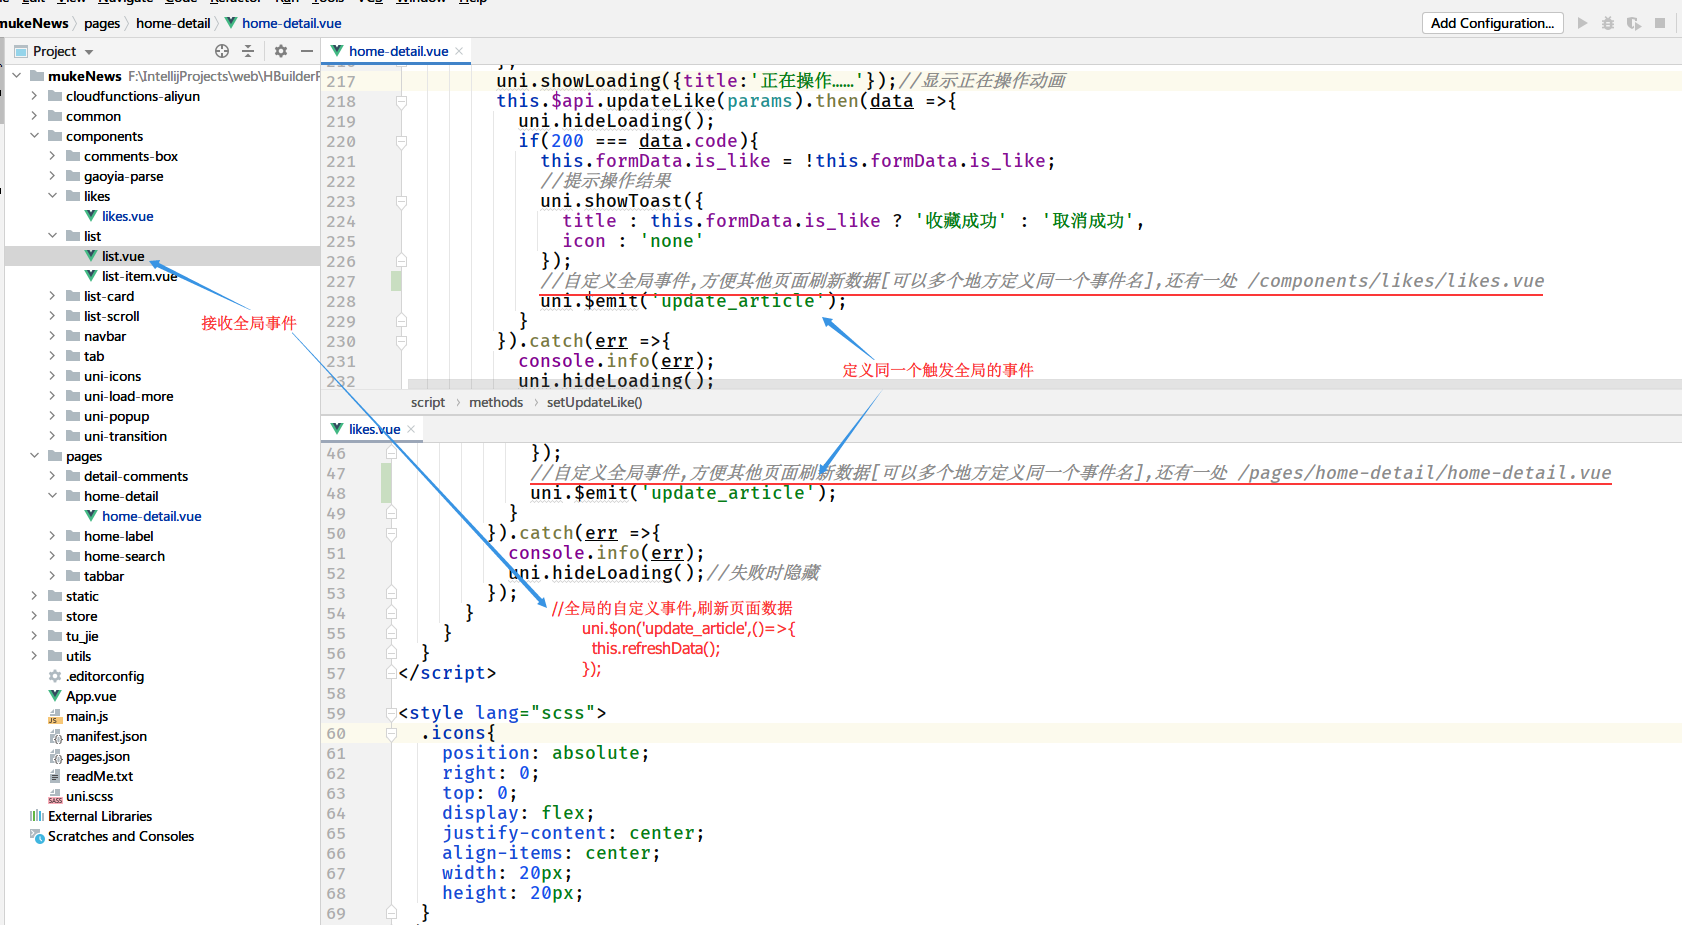 Edit View Navigate Code Refactor Run Tools VCS Window Help
mukeNews pages home-detail home-detail.vue Add Configuration...
Project
mukeNews F:\IntellijProjects\web\HBuilderF
cloudfunctions-aliyun
common
components
comments-box
gaoyia-parse
likes
likes.vue
list
list.vue
list-item.vue
list-card
list-scroll
navbar
tab
uni-icons
uni-load-more
uni-popup
uni-transition
pages
detail-comments
home-detail
home-detail.vue
home-label
home-search
tabbar
static
store
tu_jie
utils
.editorconfig
App.vue
main.js
manifest.json
pages.json
readMe.txt
uni.scss
External Libraries
Scratches and Consoles
接收全局事件
home-detail.vue
216 };
217 uni.showLoading({title:'正在操作……'});//显示正在操作动画
218 this.$api.updateLike(params).then(data =>{
219 uni.hideLoading();
220 if(200 === data.code){
221 this.formData.is_like = !this.formData.is_like;
222 //提示操作结果
223 uni.showToast({
224 title : this.formData.is_like ? '收藏成功' : '取消成功',
225 icon : 'none'
226 });
227 //自定义全局事件,方便其他页面刷新数据[可以多个地方定义同一个事件名],还有一处 /components/likes/likes.vue
228 uni.$emit('update_article');
229 }
230 }).catch(err =>{
231 console.info(err);
232 uni.hideLoading();
定义同一个触发全局的事件
script methods setUpdateLike()
likes.vue
46 });
47 //自定义全局事件,方便其他页面刷新数据[可以多个地方定义同一个事件名],还有一处 /pages/home-detail/home-detail.vue
48 uni.$emit('update_article');
49 }
50 }).catch(err =>{
51 console.info(err);
52 uni.hideLoading();//失败时隐藏
53 });
54 }
55 }
56 }
57 </script>
58
59 <style lang="scss">
60 .icons{
61 position: absolute;
62 right: 0;
63 top: 0;
64 display: flex;
65 justify-content: center;
66 align-items: center;
67 width: 20px;
68 height: 20px;
69 }
//全局的自定义事件,刷新页面数据
uni.$on('update_article',()=>{
this.refreshData();
});